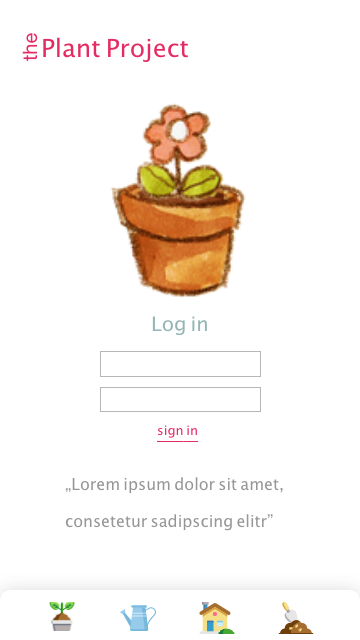 the Plant Project
Log in
sign in
„Lorem ipsum dolor sit amet,
consetetur sadipscing elitr”